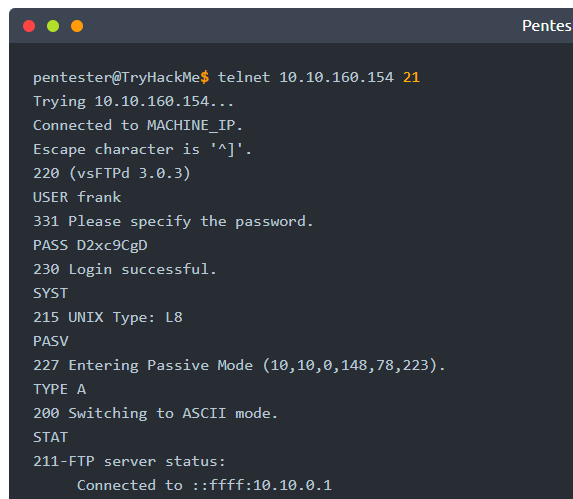 Pentes
pentester@TryHackMe$ telnet 10.10.160.154 21
Trying 10.10.160.154...
Connected to MACHINE_IP.
Escape character is '^]'.
220 (vsFTPd 3.0.3)
USER frank
331 Please specify the password.
PASS D2xc9CgD
230 Login successful.
SYST
215 UNIX Type: L8
PASV
227 Entering Passive Mode (10,10,0,148,78,223).
TYPE A
200 Switching to ASCII mode.
STAT
211-FTP server status:
     Connected to ::ffff:10.10.0.1